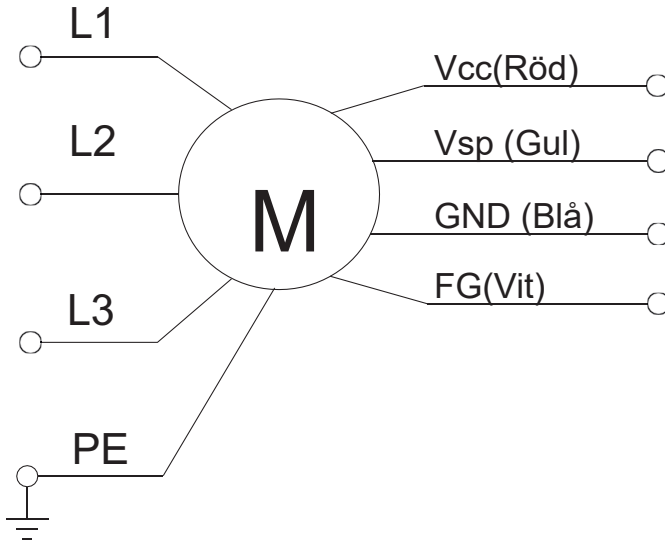 L1
L2
L3
PE
M
Vcc(Röd)
Vsp (Gul)
GND (Blå)
FG(Vit)